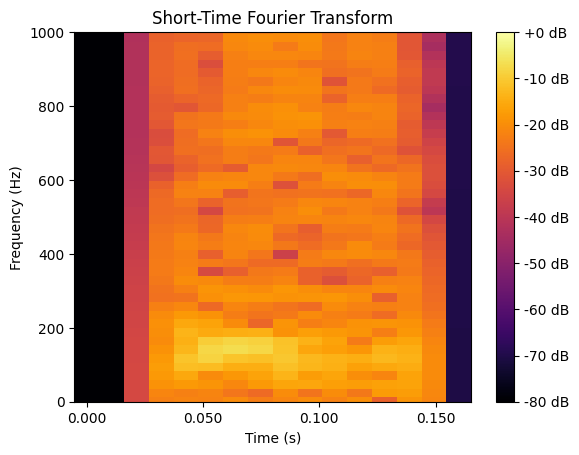 Short-Time Fourier Transform
1000
800
600
400
200
0
Frequency (Hz)
0.000
0.050
0.100
0.150
Time (s)
+0 dB
-10 dB
-20 dB
-30 dB
-40 dB
-50 dB
-60 dB
-70 dB
-80 dB